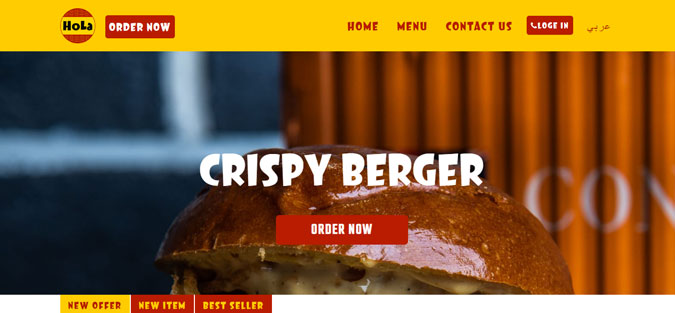 HoLa
ORDER NOW
HOME
MENU
CONTACT US
LOGE IN
عربي
CRISPY BERGER
CON
ORDER NOW
NEW OFFER
NEW ITEM
BEST SELLER